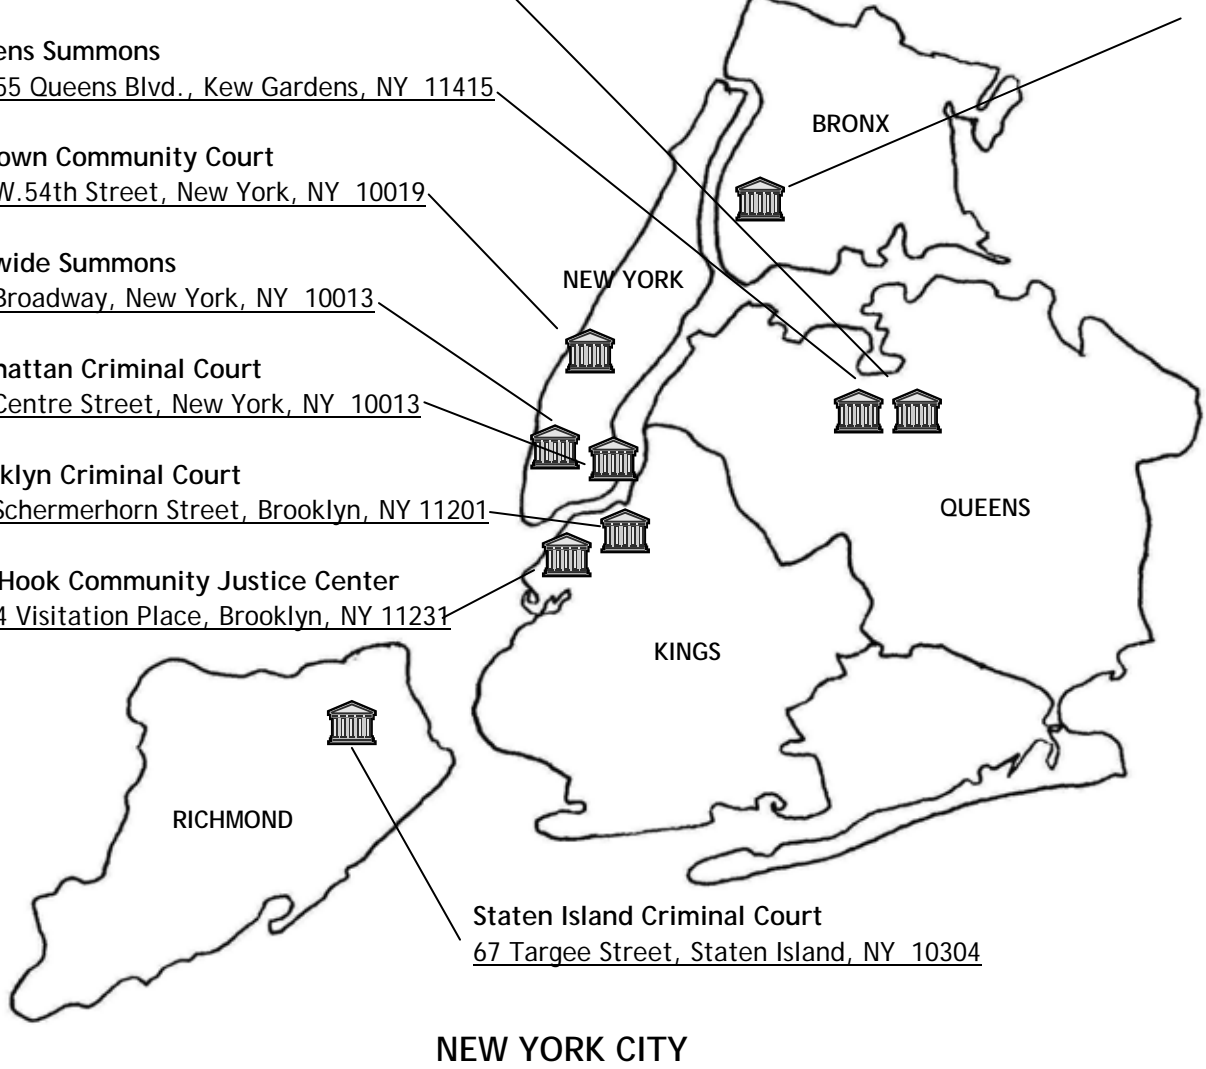 ens Summons
55 Queens Blvd., Kew Gardens, NY 11415
BRONX
own Community Court
W.54th Street, New York, NY 10019
wide Summons
Broadway, New York, NY 10013
NEW YORK
hattan Criminal Court
Centre Street, New York, NY 10013
klyn Criminal Court
Schermerhorn Street, Brooklyn, NY 11201
QUEENS
Hook Community Justice Center
4 Visitation Place, Brooklyn, NY 11231
KINGS
RICHMOND
Staten Island Criminal Court
67 Targee Street, Staten Island, NY 10304
NEW YORK CITY